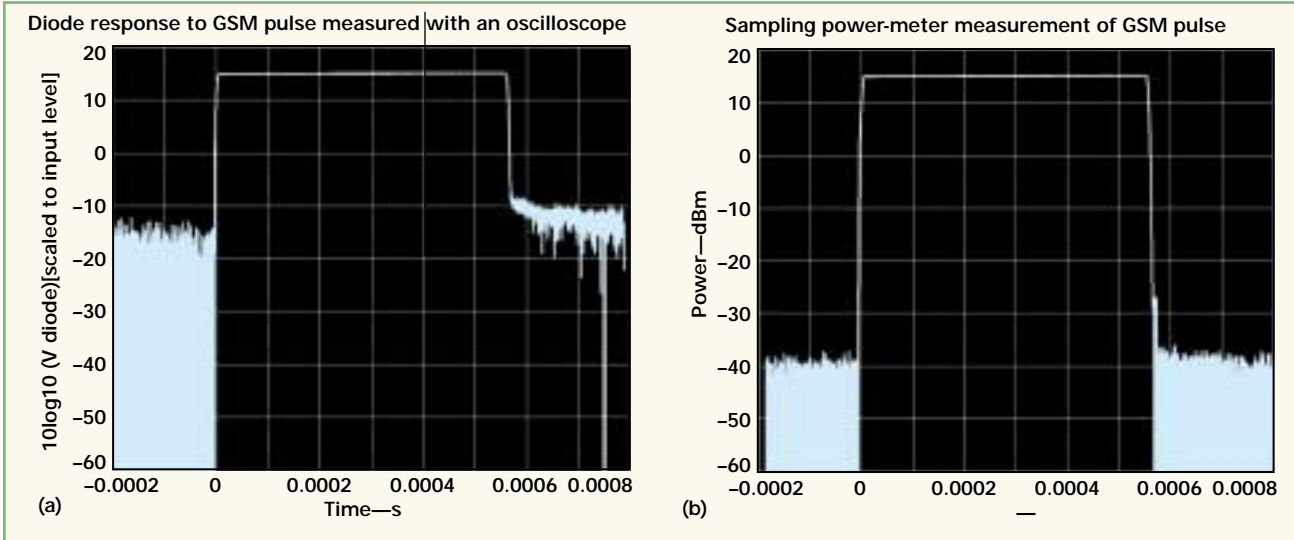 Diode response to GSM pulse measured with an oscilloscope
10log10 (V diode)[scaled to input level]
20
10
0
–10
–20
–30
–40
–50
–60
–0.0002 0 0.0002 0.0004 0.0006 0.0008
Time—s
(a)
Sampling power-meter measurement of GSM pulse
Power—dBm
20
10
0
–10
–20
–30
–40
–50
–60
–0.0002 0 0.0002 0.0004 0.0006 0.0008
—
(b)